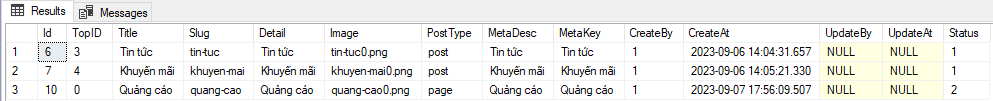 Results Messages
Id TopID Title Slug Detail Image PostType MetaDesc MetaKey CreateBy CreateAt UpdateBy UpdateAt Status
1 6 3 Tin tức tin-tuc Tin tức tin-tuc0.png post Tin tức Tin tức 1 2023-09-06 14:04:31.657 NULL NULL 1
2 7 4 Khuyến mãi khuyen-mai Khuyến mãi khuyen-mai0.png post Khuyến mãi Khuyến mãi 1 2023-09-06 14:05:21.330 NULL NULL 1
3 10 0 Quảng cáo quang-cao Quảng cáo quang-cao0.png page Quảng cáo Quảng cáo 1 2023-09-07 17:56:09.507 NULL NULL 2